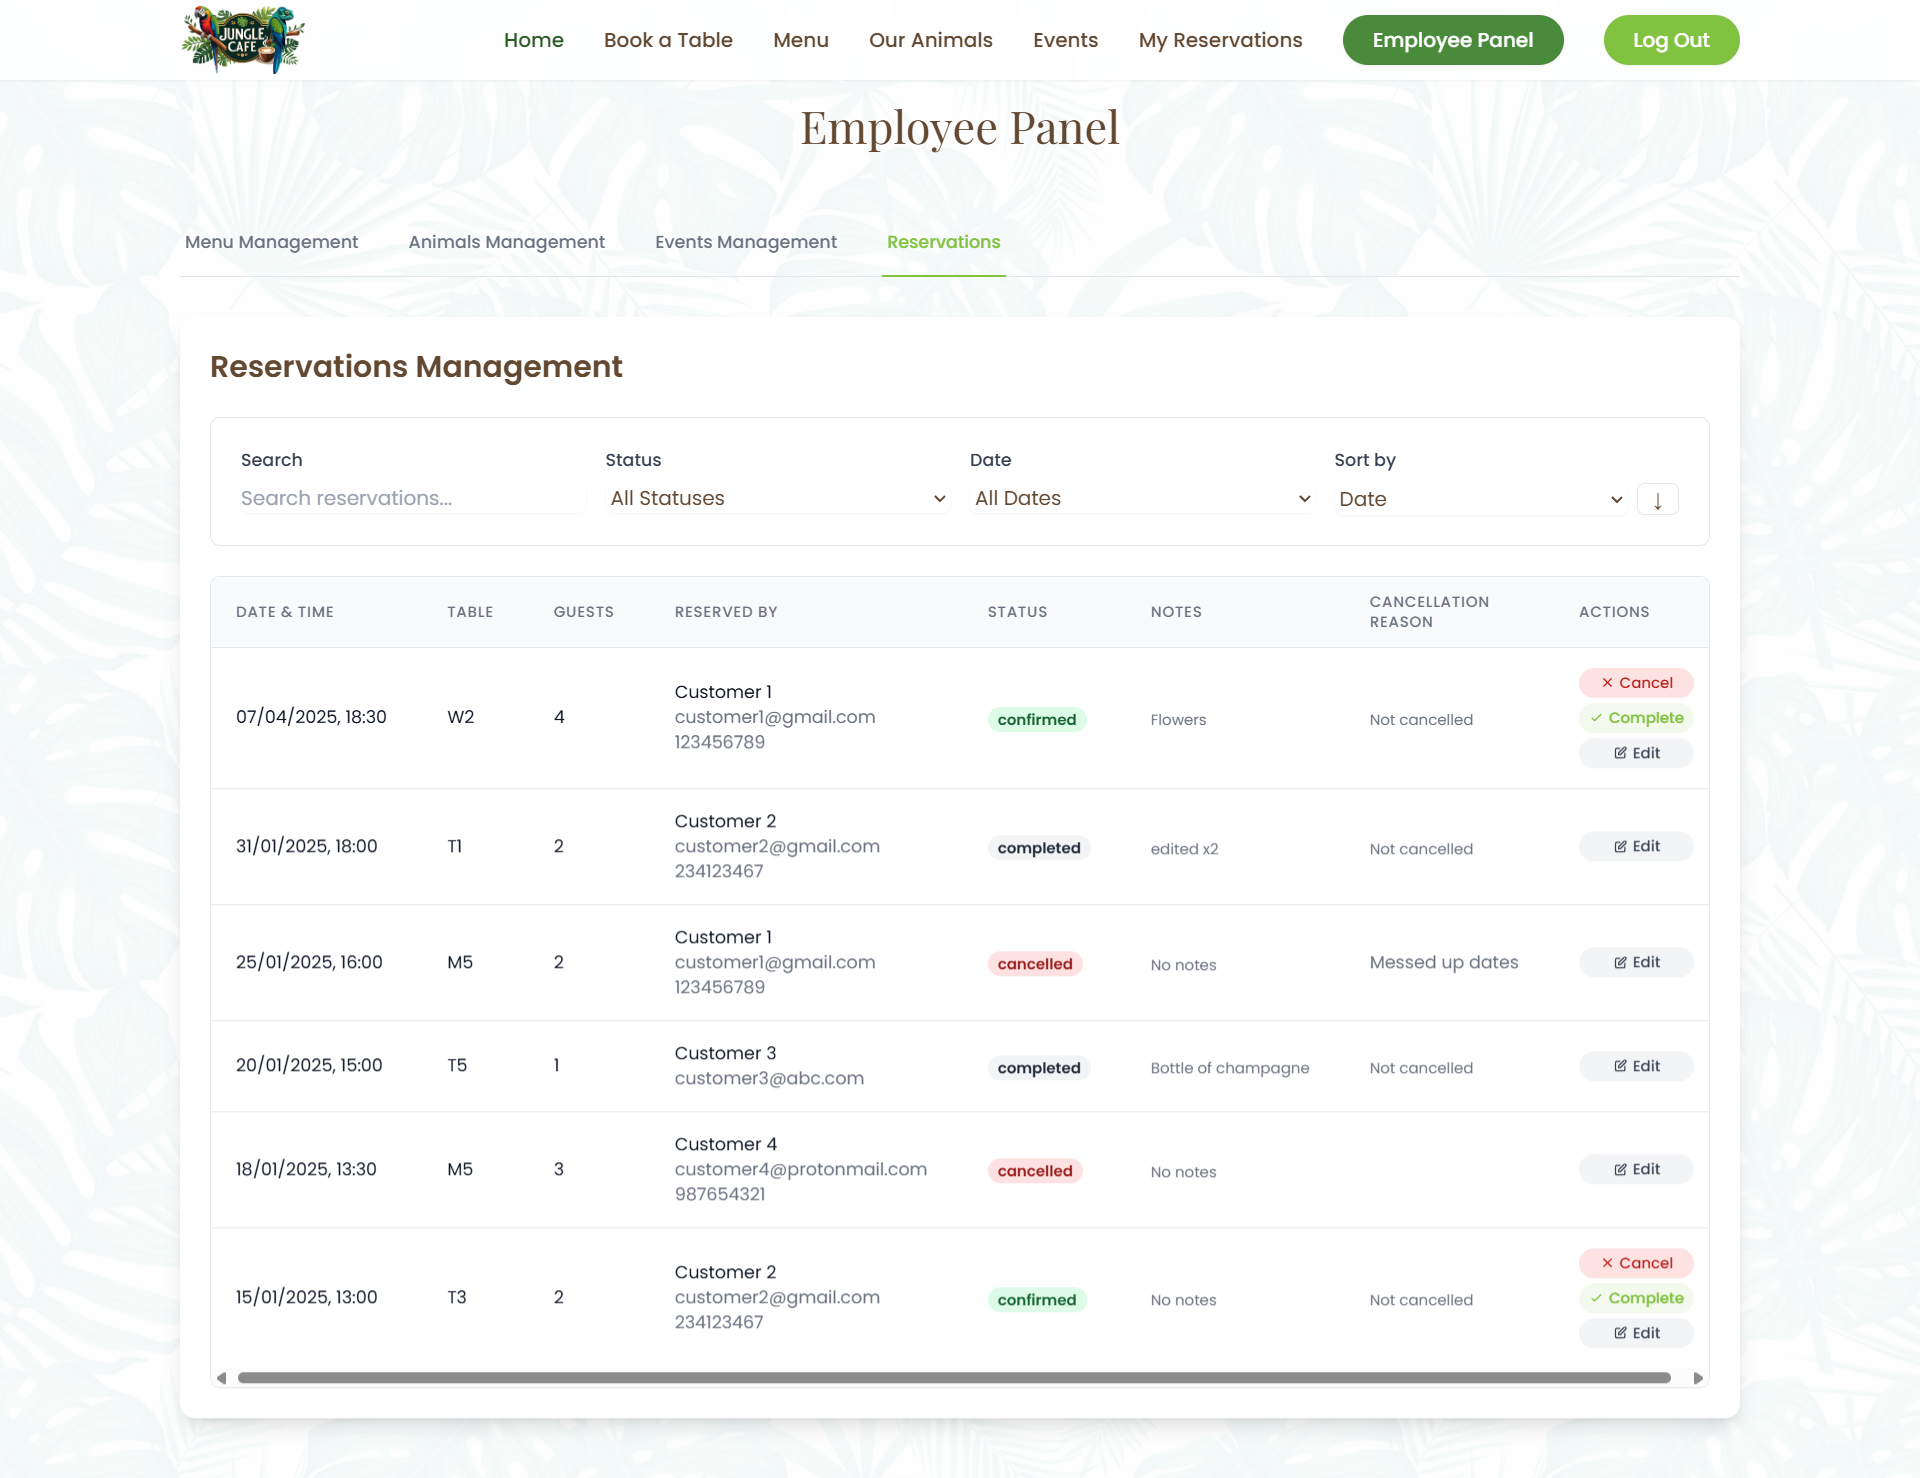 JUNGLE
CAFE
Home Book a Table Menu Our Animals Events My Reservations Employee Panel Log Out
Employee Panel
Menu Management Animals Management Events Management Reservations
Reservations Management
Search Status Date Sort by
Search reservations... All Statuses All Dates Date ↓
DATE & TIME TABLE GUESTS RESERVED BY STATUS NOTES CANCELLATION REASON ACTIONS
07/04/2025, 18:30 W2 4 Customer 1 confirmed Flowers Not cancelled × Cancel
customer1@gmail.com ✓ Complete
123456789 Edit
31/01/2025, 18:00 T1 2 Customer 2 completed edited x2 Not cancelled Edit
customer2@gmail.com
234123467
25/01/2025, 16:00 M5 2 Customer 1 cancelled No notes Messed up dates Edit
customer1@gmail.com
123456789
20/01/2025, 15:00 T5 1 Customer 3 completed Bottle of champagne Not cancelled Edit
customer3@abc.com
18/01/2025, 13:30 M5 3 Customer 4 cancelled No notes Edit
customer4@protonmail.com
987654321
15/01/2025, 13:00 T3 2 Customer 2 confirmed No notes Not cancelled × Cancel
customer2@gmail.com ✓ Complete
234123467 Edit